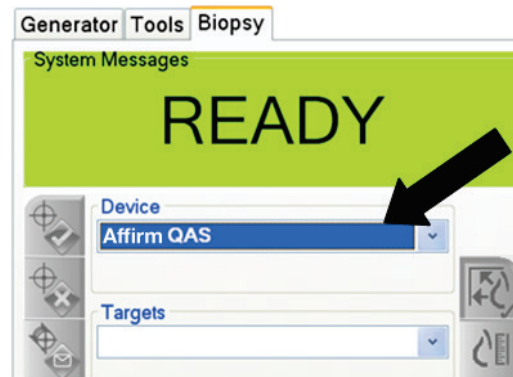 Generator Tools Biopsy
System Messages
READY
Device
Affirm QAS
Targets